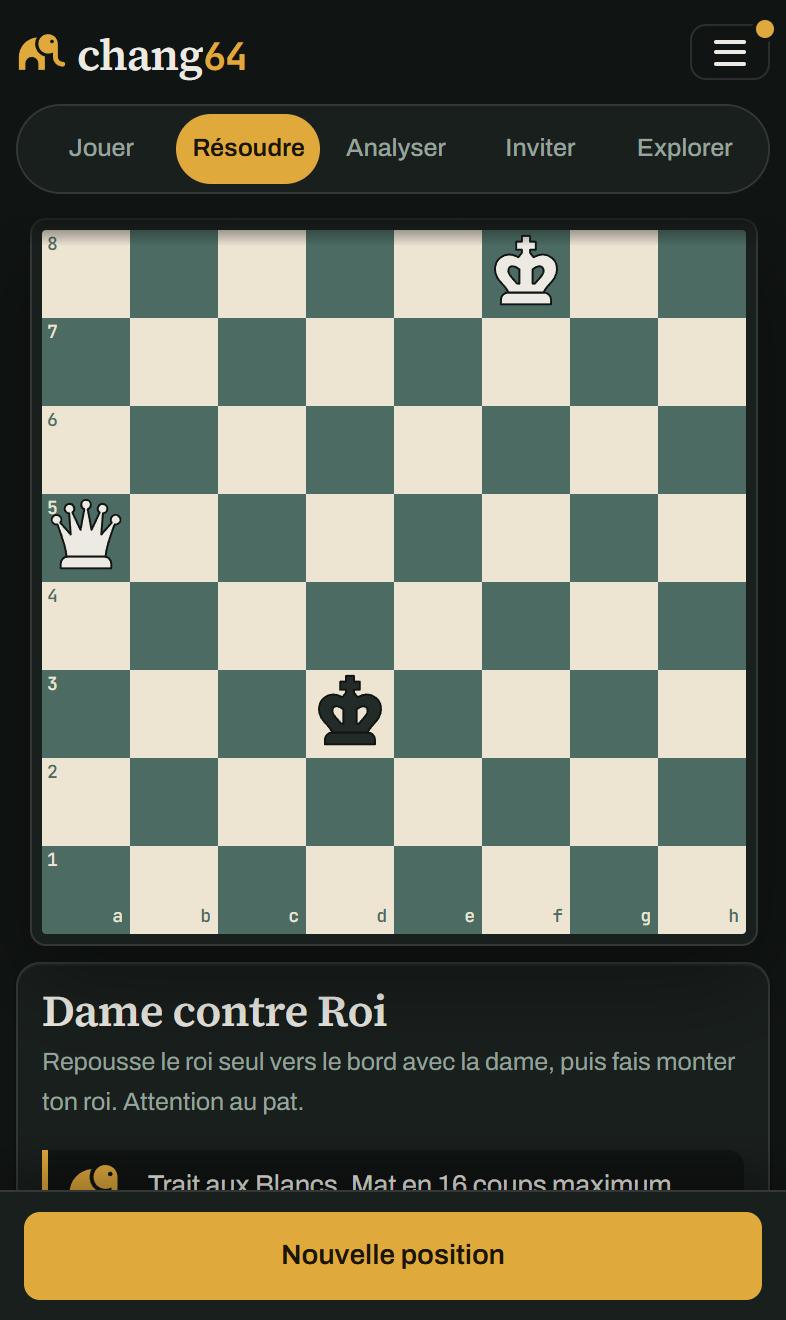 chang64
Jouer Résoudre Analyser Inviter Explorer
8
7
6
5
4
3
2
1
a b c d e f g h
Dame contre Roi
Repousse le roi seul vers le bord avec la dame, puis fais monter
ton roi. Attention au pat.
Trait aux Blancs. Mat en 16 coups maximum
Nouvelle position